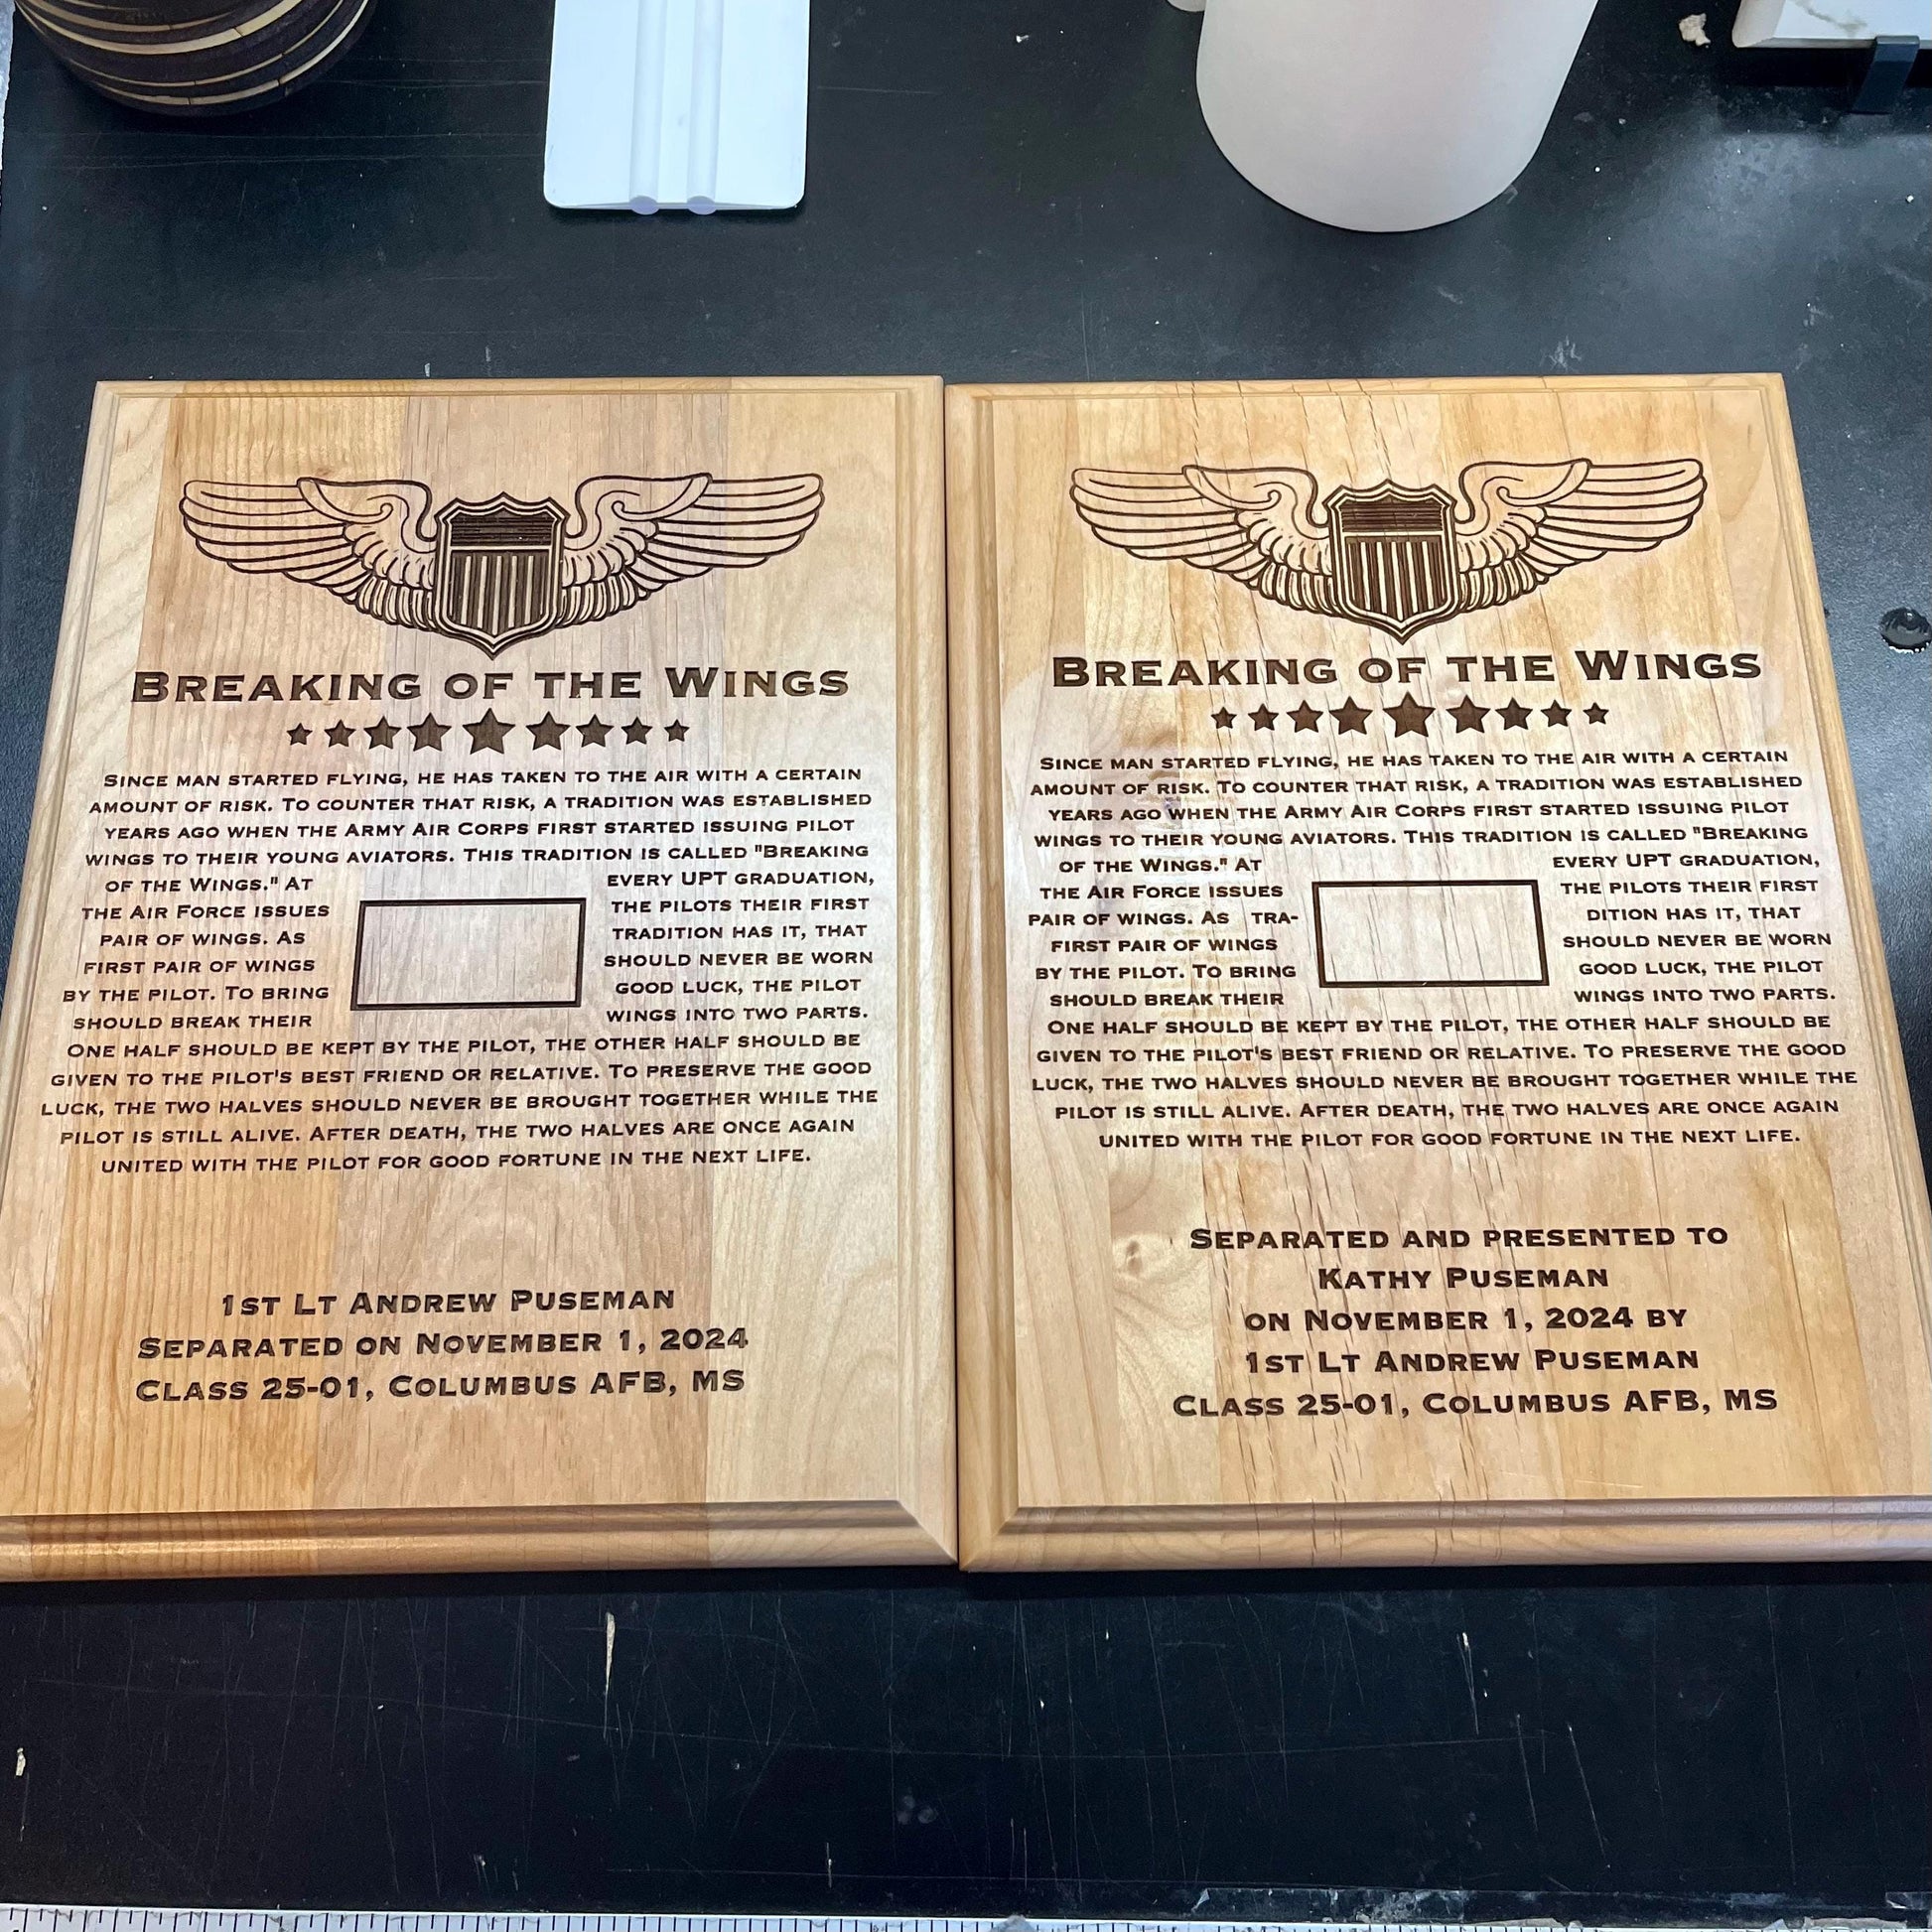 Breaking of the Wings
Since man started flying, he has taken to the air with a certain
amount of risk. To counter that risk, a tradition was established
years ago when the Army Air Corps first started issuing pilot
wings to their young aviators. This tradition is called "Breaking
of the Wings." At every UPT graduation,
the Air Force issues the pilots their first
pair of wings. As tradition has it, that
first pair of wings should never be worn
by the pilot. To bring good luck, the pilot
should break their wings into two parts.
One half should be kept by the pilot, the other half should be
given to the pilot's best friend or relative. To preserve the good
luck, the two halves should never be brought together while the
pilot is still alive. After death, the two halves are once again
united with the pilot for good fortune in the next life.
1st Lt Andrew Puseman
Separated on November 1, 2024
Class 25-01, Columbus AFB, MS
Breaking of the Wings
Since man started flying, he has taken to the air with a certain
amount of risk. To counter that risk, a tradition was established
years ago when the Army Air Corps first started issuing pilot
wings to their young aviators. This tradition is called "Breaking
of the Wings." At every UPT graduation,
the Air Force issues the pilots their first
pair of wings. As tra- dition has it, that
first pair of wings should never be worn
by the pilot. To bring good luck, the pilot
should break their wings into two parts.
One half should be kept by the pilot, the other half should be
given to the pilot's best friend or relative. To preserve the good
luck, the two halves should never be brought together while the
pilot is still alive. After death, the two halves are once again
united with the pilot for good fortune in the next life.
Separated and presented to
Kathy Puseman
on November 1, 2024 by
1st Lt Andrew Puseman
Class 25-01, Columbus AFB, MS